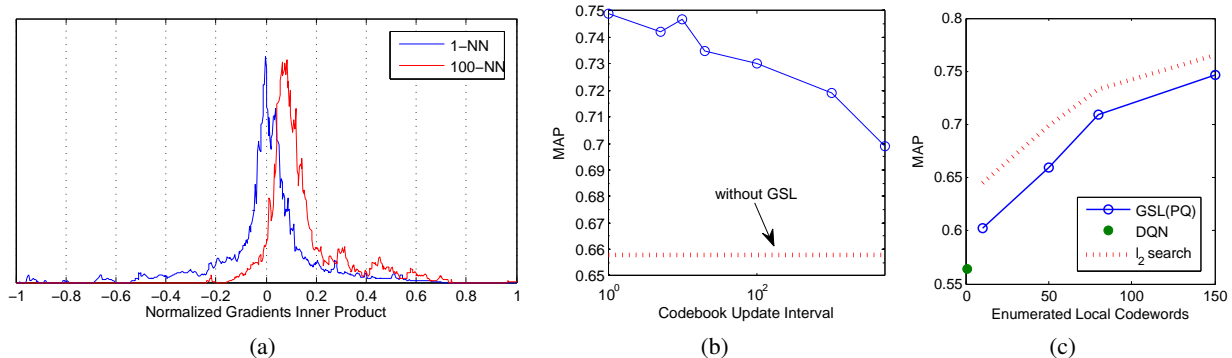 1−NN
100−NN
−1
−0.8
−0.6
−0.4
−0.2
0
0.2
0.4
0.6
0.8
1
Normalized Gradients Inner Product
(a)
0.75
0.74
0.73
0.72
0.71
0.7
0.69
0.68
0.67
0.66
0.65
MAP
without GSL
10^0
10^2
Codebook Update Interval
(b)
0.8
0.75
0.7
0.65
0.6
0.55
MAP
GSL(PQ)
DQN
l_2 search
0
50
100
150
Enumerated Local Codewords
(c)